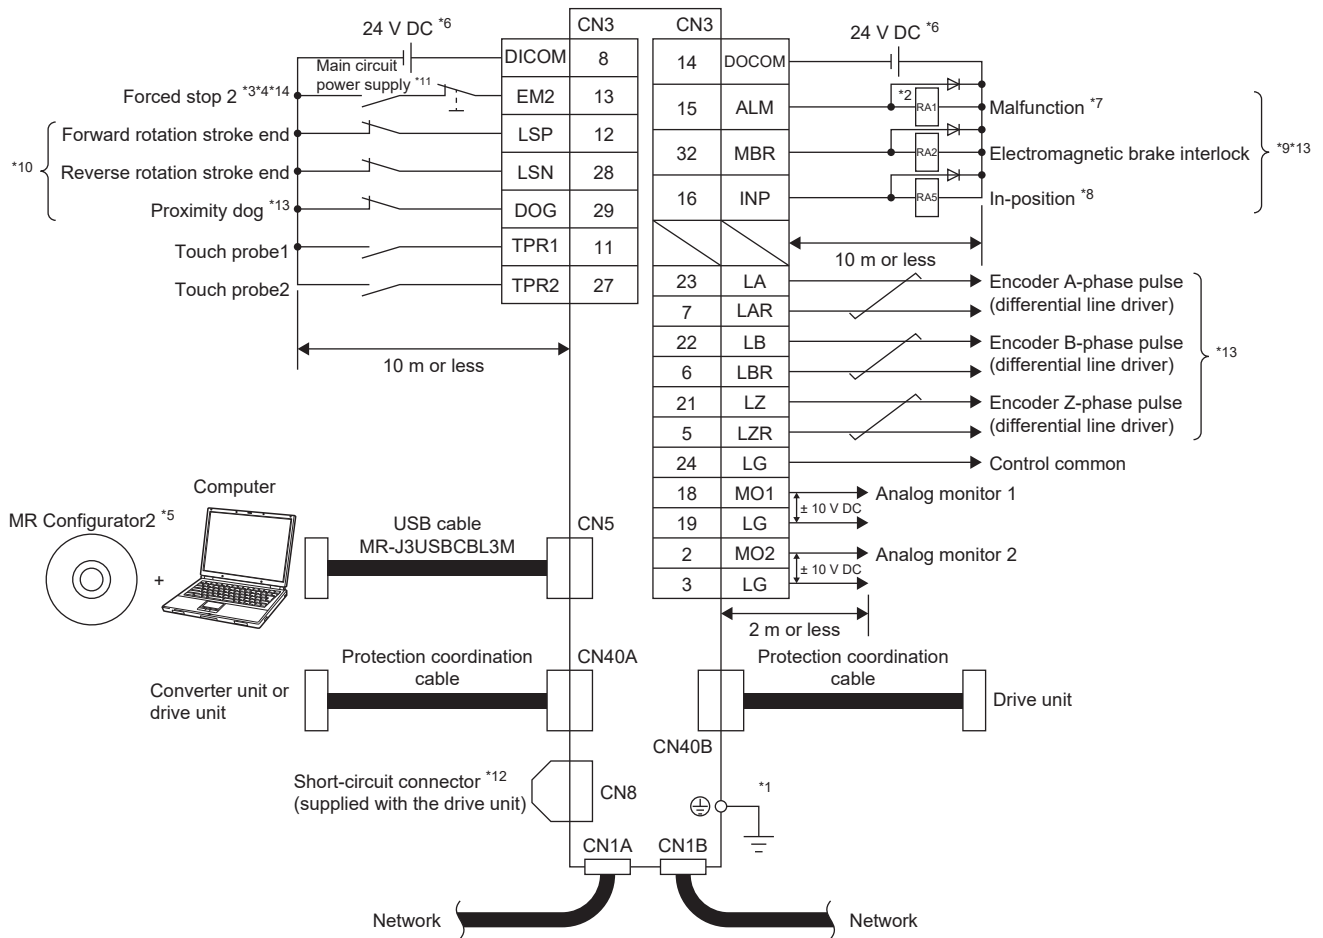 CN3
CN3
24 V DC *6
DICOM 8
Main circuit
power supply *11
Forced stop 2 *3*4*14
EM2 13
Forward rotation stroke end
LSP 12
*10
Reverse rotation stroke end
LSN 28
Proximity dog *13
DOG 29
Touch probe1
TPR1 11
Touch probe2
TPR2 27
10 m or less
24 V DC *6
14 DOCOM
15 ALM
*2
RA1
Malfunction *7
32 MBR
RA2
Electromagnetic brake interlock
*9*13
16 INP
RA5
In-position *8
10 m or less
23 LA
Encoder A-phase pulse
(differential line driver)
7 LAR
22 LB
Encoder B-phase pulse
(differential line driver)
*13
6 LBR
21 LZ
Encoder Z-phase pulse
(differential line driver)
5 LZR
24 LG
Control common
18 MO1
Analog monitor 1
± 10 V DC
19 LG
2 MO2
Analog monitor 2
± 10 V DC
3 LG
2 m or less
Computer
MR Configurator2 *5
+
USB cable
MR-J3USBCBL3M
CN5
Protection coordination
cable
CN40A
Converter unit or
drive unit
Protection coordination
cable
Drive unit
CN40B
Short-circuit connector *12
(supplied with the drive unit)
CN8
*1
CN1A
CN1B
Network
Network